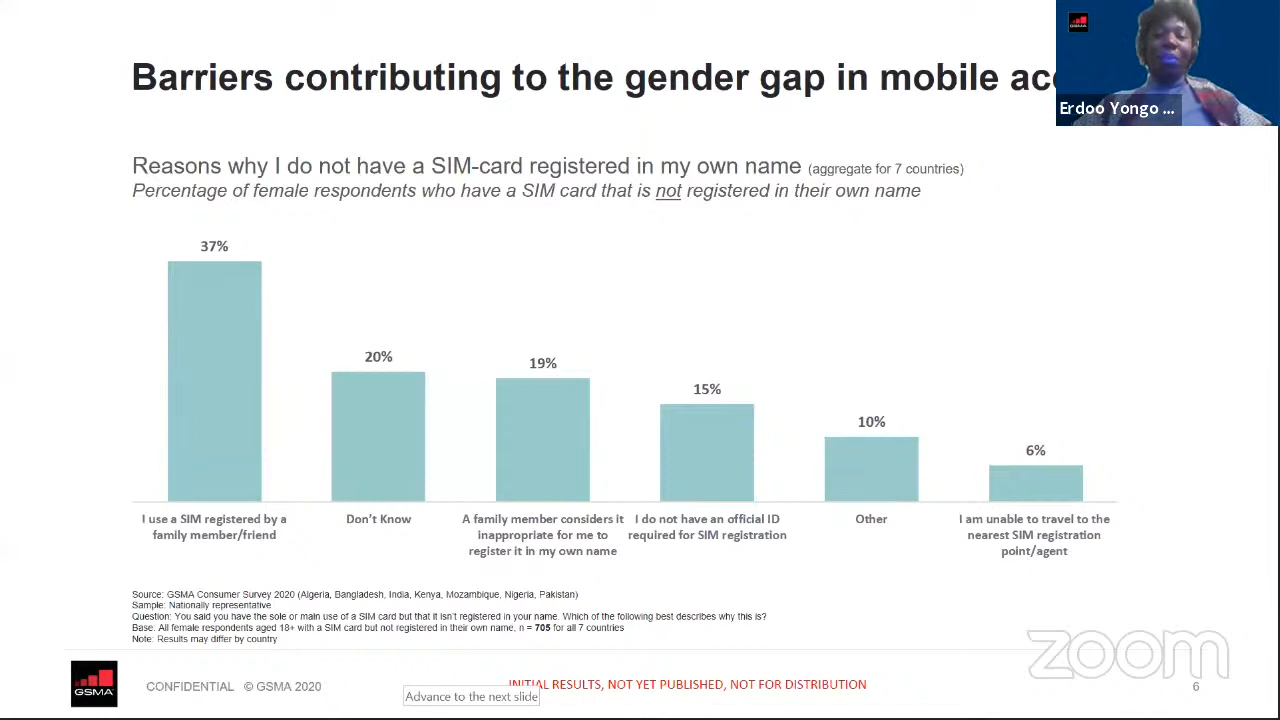 Barriers contributing to the gender gap in mobile
GSMA
Erdoo Yongo ...
Reasons why I do not have a SIM-card registered in my own name (aggregate for 7 countries)
Percentage of female respondents who have a SIM card that is not registered in their own name
37%
20%
19%
15%
10%
6%
I use a SIM registered by a
family member/friend
Don't Know
A family member considers it
inappropriate for me to
register it in my own name
I do not have an official ID
required for SIM registration
Other
I am unable to travel to the
nearest SIM registration
point/agent
Source: GSMA Consumer Survey 2020 (Algeria, Bangladesh, India, Kenya, Mozambique, Nigeria, Pakistan)
Sample: Nationally representative
Question: You said you have the sole or main use of a SIM card but that it isn't registered in your name. Which of the following best describes why this is?
Base: All female respondents aged 18+ with a SIM card but not registered in their own name, n = 705 for all 7 countries
Note: Results may differ by country
zoom
GSMA
CONFIDENTIAL © GSMA 2020
INITIAL RESULTS, NOT YET PUBLISHED, NOT FOR DISTRIBUTION
Advance to the next slide
6